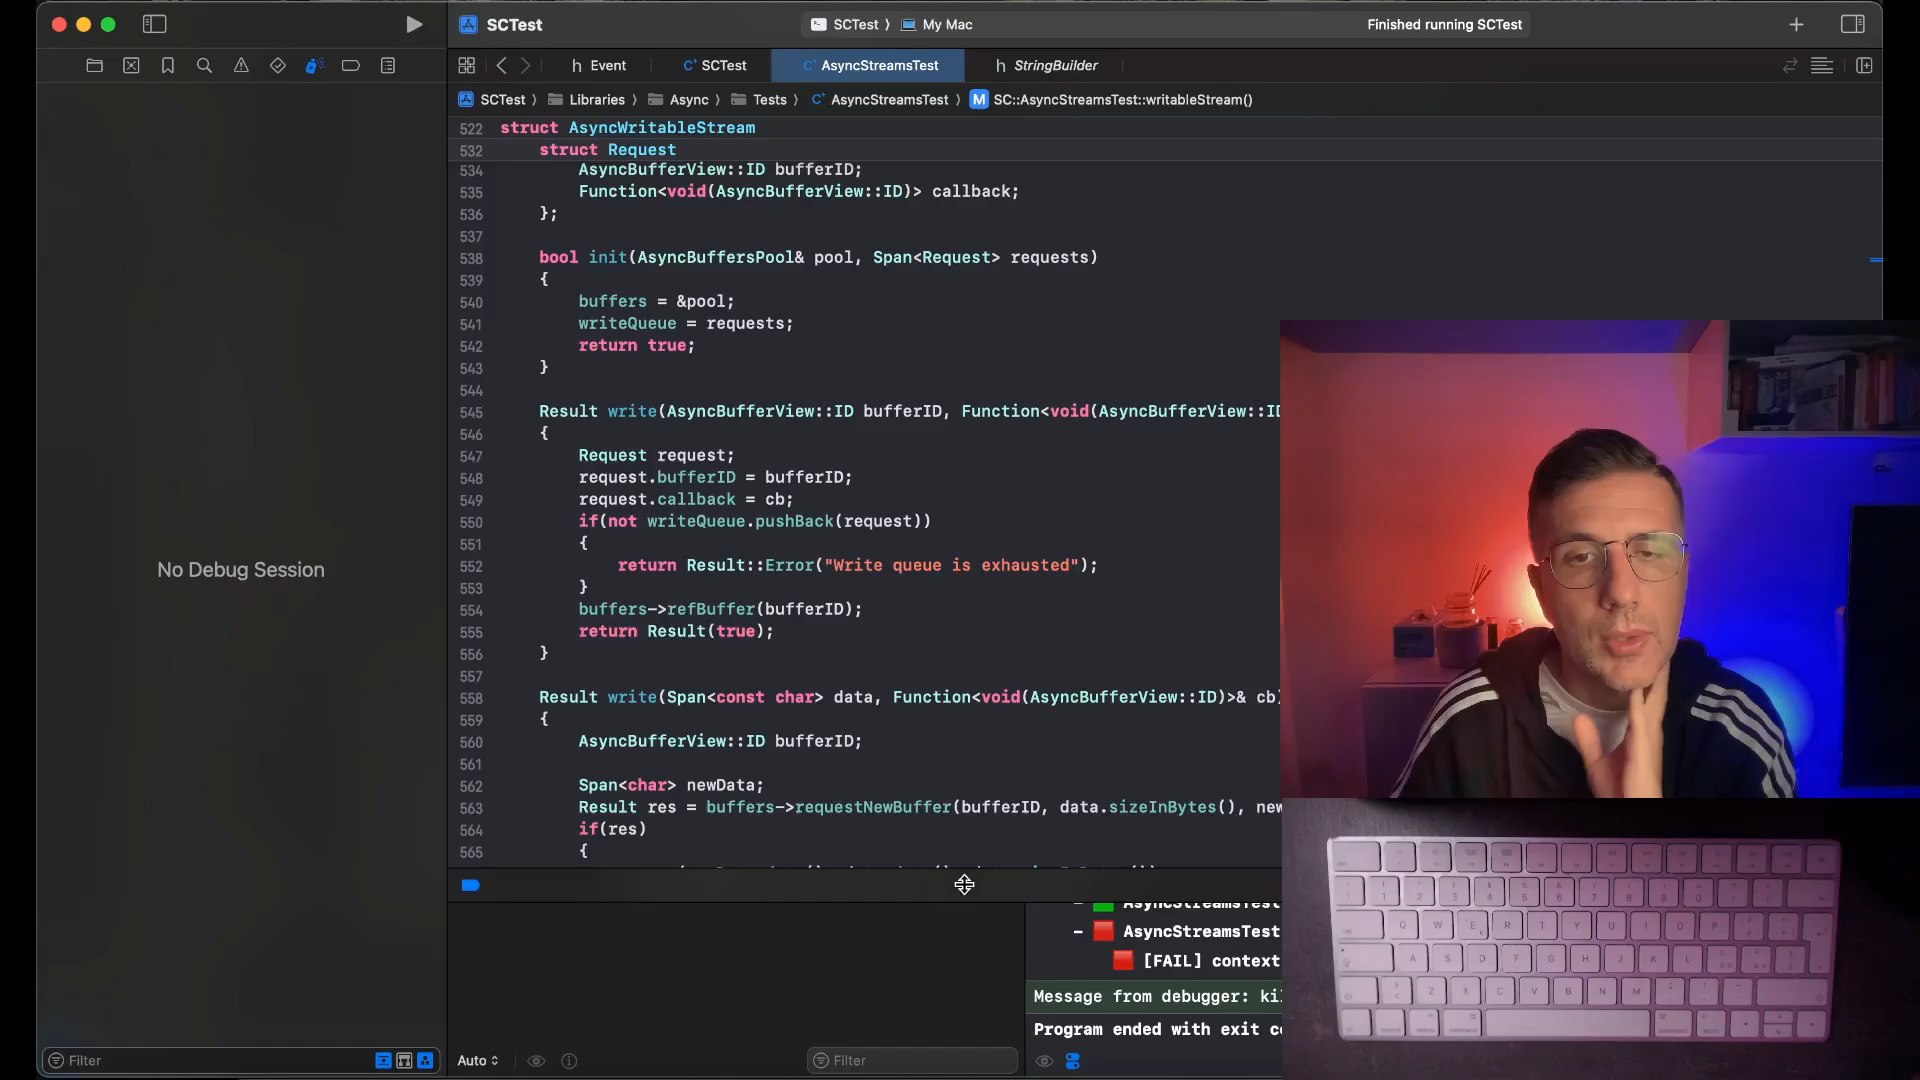 SCTest
SCTest ⟩ My Mac
Finished running SCTest
Event
SCTest
AsyncStreamsTest
StringBuilder
SCTest ⟩ Libraries ⟩ Async ⟩ Tests ⟩ AsyncStreamsTest ⟩ M SC::AsyncStreamsTest::writableStream()
522 struct AsyncWritableStream
532 struct Request
534 AsyncBufferView::ID bufferID;
535 Function<void(AsyncBufferView::ID)> callback;
536 };
537
538 bool init(AsyncBuffersPool& pool, Span<Request> requests)
539 {
540 buffers = &pool;
541 writeQueue = requests;
542 return true;
543 }
544
545 Result write(AsyncBufferView::ID bufferID, Function<void(AsyncBufferView::ID
546 {
547 Request request;
548 request.bufferID = bufferID;
549 request.callback = cb;
550 if(not writeQueue.pushBack(request))
551 {
552 return Result::Error("Write queue is exhausted");
553 }
554 buffers->refBuffer(bufferID);
555 return Result(true);
556 }
557
558 Result write(Span<const char> data, Function<void(AsyncBufferView::ID)>& cb)
559 {
560 AsyncBufferView::ID bufferID;
561
562 Span<char> newData;
563 Result res = buffers->requestNewBuffer(bufferID, data.sizeInBytes(), new
564 if(res)
565 {
No Debug Session
AsyncStreamsTest
- AsyncStreamsTest
[FAIL] context
Message from debugger: ki
Program ended with exit co
Filter
Auto
Filter